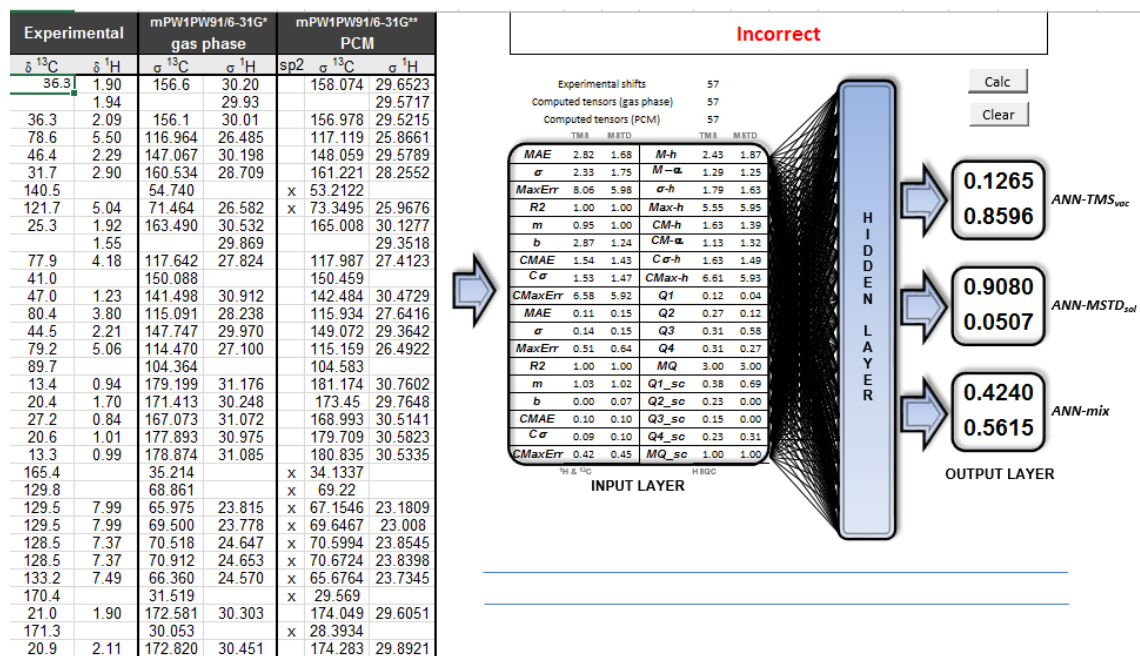 Experimental mPW1PW91/6-31G* gas phase mPW1PW91/6-31G** PCM
δ 13C δ 1H σ 13C σ 1H sp2 σ 13C σ 1H
36.3 1.90 156.6 30.20 158.074 29.6523
1.94 29.93 29.5717
36.3 2.09 156.1 30.01 156.978 29.5215
78.6 5.50 116.964 26.485 117.119 25.8661
46.4 2.29 147.067 30.198 148.059 29.5789
31.7 2.90 160.534 28.709 161.221 28.2552
140.5 54.740 x 53.2122
121.7 5.04 71.464 26.582 x 73.3495 25.9676
25.3 1.92 163.490 30.532 165.008 30.1277
1.55 29.869 29.3518
77.9 4.18 117.642 27.824 117.987 27.4123
41.0 150.088 150.459
47.0 1.23 141.498 30.912 142.484 30.4729
80.4 3.80 115.091 28.238 115.934 27.6416
44.5 2.21 147.747 29.970 149.072 29.3642
79.2 5.06 114.470 27.100 115.159 26.4922
89.7 104.364 104.583
13.4 0.94 179.199 31.176 181.174 30.7602
20.4 1.70 171.413 30.248 173.45 29.7648
27.2 0.84 167.073 31.072 168.993 30.5141
20.6 1.01 177.893 30.975 179.709 30.5823
13.3 0.99 178.874 31.085 180.835 30.5335
165.4 35.214 x 34.1337
129.8 68.861 x 69.22
129.5 7.99 65.975 23.815 x 67.1546 23.1809
129.5 7.99 69.500 23.778 x 69.6467 23.008
128.5 7.37 70.518 24.647 x 70.5994 23.8545
128.5 7.37 70.912 24.653 x 70.6724 23.8398
133.2 7.49 66.360 24.570 x 65.6764 23.7345
170.4 31.519 x 29.569
21.0 1.90 172.581 30.303 174.049 29.6051
171.3 30.053 x 28.3934
20.9 2.11 172.820 30.451 174.283 29.8921
Incorrect
Experimental shifts 57
Computed tensors (gas phase) 57
Computed tensors (PCM) 57
TMS MSTD TMS MSTD
MAE 2.82 1.68 M-h 2.43 1.87
σ 2.33 1.75 M-α 1.29 1.25
MaxErr 8.06 5.98 σ-h 1.79 1.63
R2 1.00 1.00 Max-h 5.55 5.95
m 0.95 1.00 CM-h 1.63 1.39
b 2.87 1.24 CM-α 1.13 1.32
CMAE 1.54 1.43 Cσ-h 1.63 1.49
Cσ 1.53 1.47 CMax-h 6.61 5.93
CMaxErr 6.58 5.92 Q1 0.12 0.04
MAE 0.11 0.15 Q2 0.27 0.12
σ 0.14 0.15 Q3 0.31 0.58
MaxErr 0.51 0.64 Q4 0.31 0.27
R2 1.00 1.00 MQ 3.00 3.00
m 1.03 1.02 Q1_sc 0.38 0.69
b 0.00 0.07 Q2_sc 0.23 0.00
CMAE 0.10 0.10 Q3_sc 0.15 0.00
Cσ 0.09 0.10 Q4_sc 0.23 0.31
CMaxErr 0.42 0.45 MQ_sc 1.00 1.00
1H & 13C HSQC
INPUT LAYER
HIDDEN LAYER
Calc
Clear
0.1265
0.8596
ANN-TMSvac
0.9080
0.0507
ANN-MSTDsol
0.4240
0.5615
ANN-mix
OUTPUT LAYER